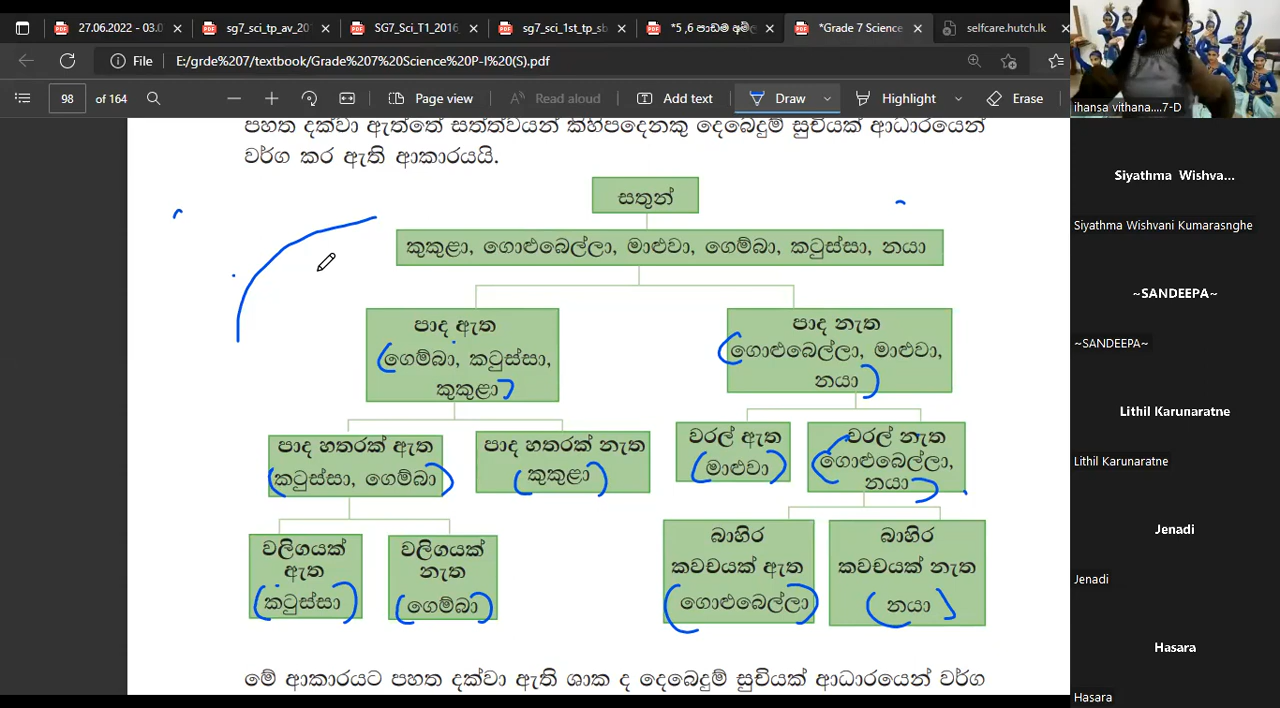 27.06.2022 - 03.0
sg7_sci_tp_av_201
SG7_Sci_T1_2016_
sg7_sci_1st_tp_sb
*5 ,6 පාඩම් අමි
*Grade 7 Science
selfcare.hutch.lk
File
E:/grde%207/textbook/Grade%207%20Science%20P-I%20(S).pdf
98 of 164
Page view
Read aloud
Add text
Draw
Highlight
Erase
පහත දක්වා ඇත්තේ සත්ත්වයන් කිහිපදෙනකු දෙබෙදුම් සුචියක් ආධාරයෙන්
වර්ග කර ඇති ආකාරයයි.
සතුන්
කුකුළා, ගොළුබෙල්ලා, මාළුවා, ගෙම්බා, කටුස්සා, නයා
පාද ඇත
ගෙම්බා, කටුස්සා,
කුකුළා
පාද නැත
ගොළුබෙල්ලා, මාළුවා,
නයා
පාද හතරක් ඇත
කටුස්සා, ගෙම්බා
පාද හතරක් නැත
කුකුළා
වරල් ඇත
මාළුවා
වරල් නැත
ගොළුබෙල්ලා,
නයා
වලිගයක්
ඇත
කටුස්සා
වලිගයක්
නැත
ගෙම්බා
බාහිර
කවචයක් ඇත
ගොළුබෙල්ලා
බාහිර
කවචයක් නැත
නයා
මේ ආකාරයට පහත දක්වා ඇති ශාක ද දෙබෙදුම් සුචියක් ආධාරයෙන් වර්ග
ihansa vithana....7-D
Siyathma Wishva...
Siyathma Wishvani Kumarasnghe
~SANDEEPA~
~SANDEEPA~
Lithil Karunaratne
Lithil Karunaratne
Jenadi
Jenadi
Hasara
Hasara